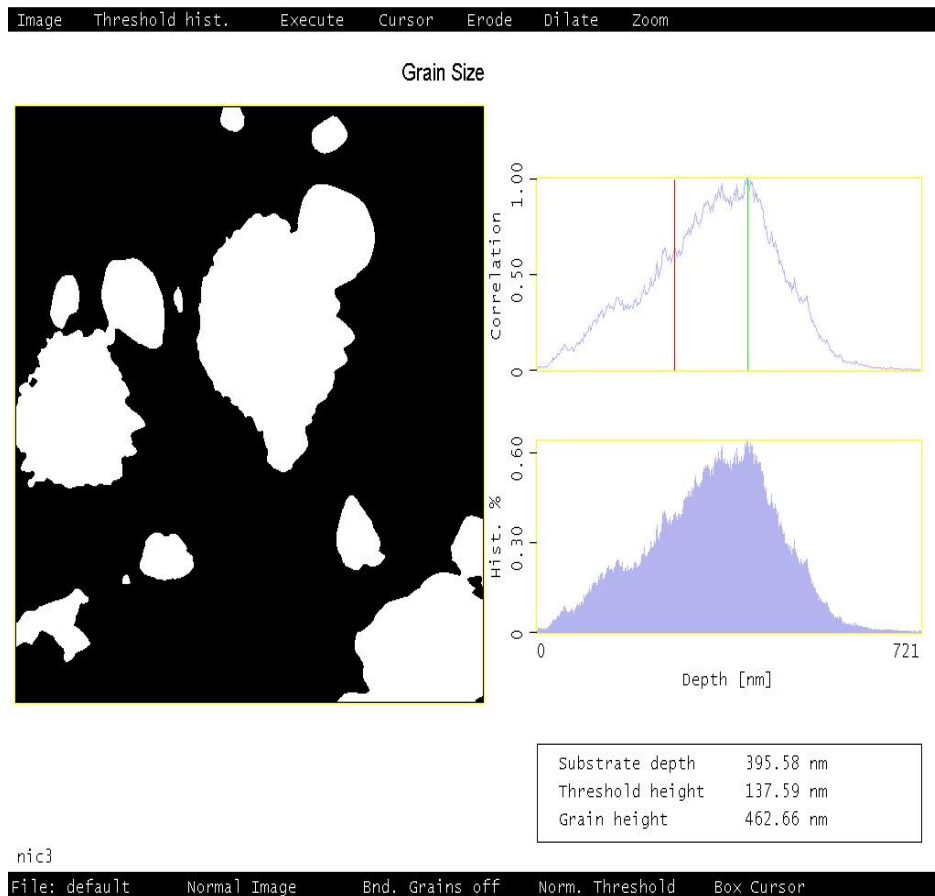 Image Threshold hist. Execute Cursor Erode Dilate Zoom
Grain Size
Correlation
1.00
0.50
0
Hist. %
0.60
0.30
0
0 721
Depth [nm]
Substrate depth 395.58 nm
Threshold height 137.59 nm
Grain height 462.66 nm
nic3
File: default Normal Image Bnd. Grains off Norm. Threshold Box Cursor